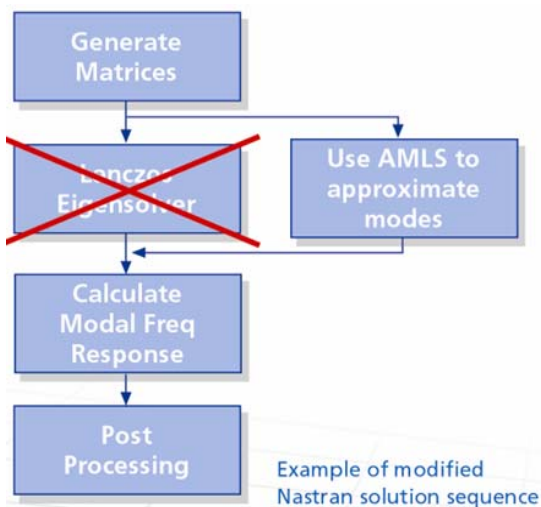 Generate
Matrices
Lanczos
Eigensolver
Use AMLS to
approximate
modes
Calculate
Modal Freq
Response
Post
Processing
Example of modified
Nastran solution sequence